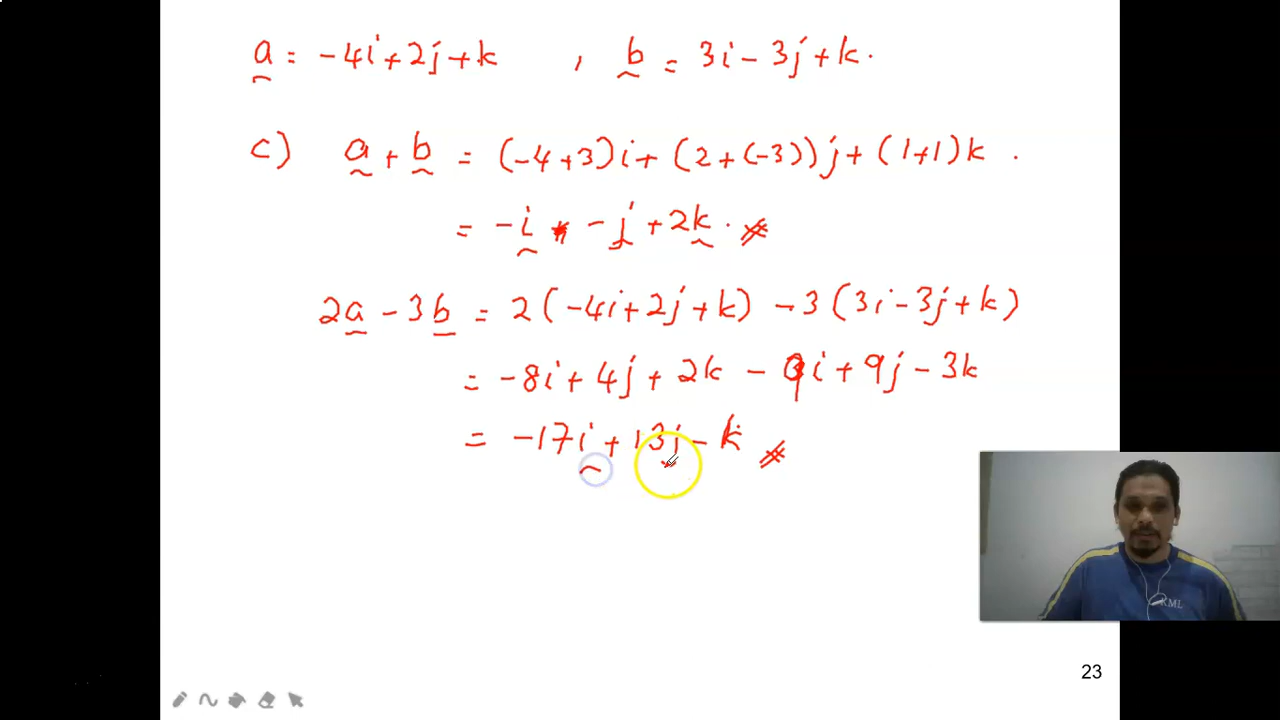 a = -4i + 2j + k , b = 3i - 3j + k.
c) a + b = (-4+3)i + (2+(-3))j + (1+1)k .
= -i - j + 2k .
2a - 3b = 2(-4i+2j+k) - 3(3i-3j+k)
= -8i + 4j + 2k - 9i + 9j - 3k
= -17i + 13j - k
KML
23